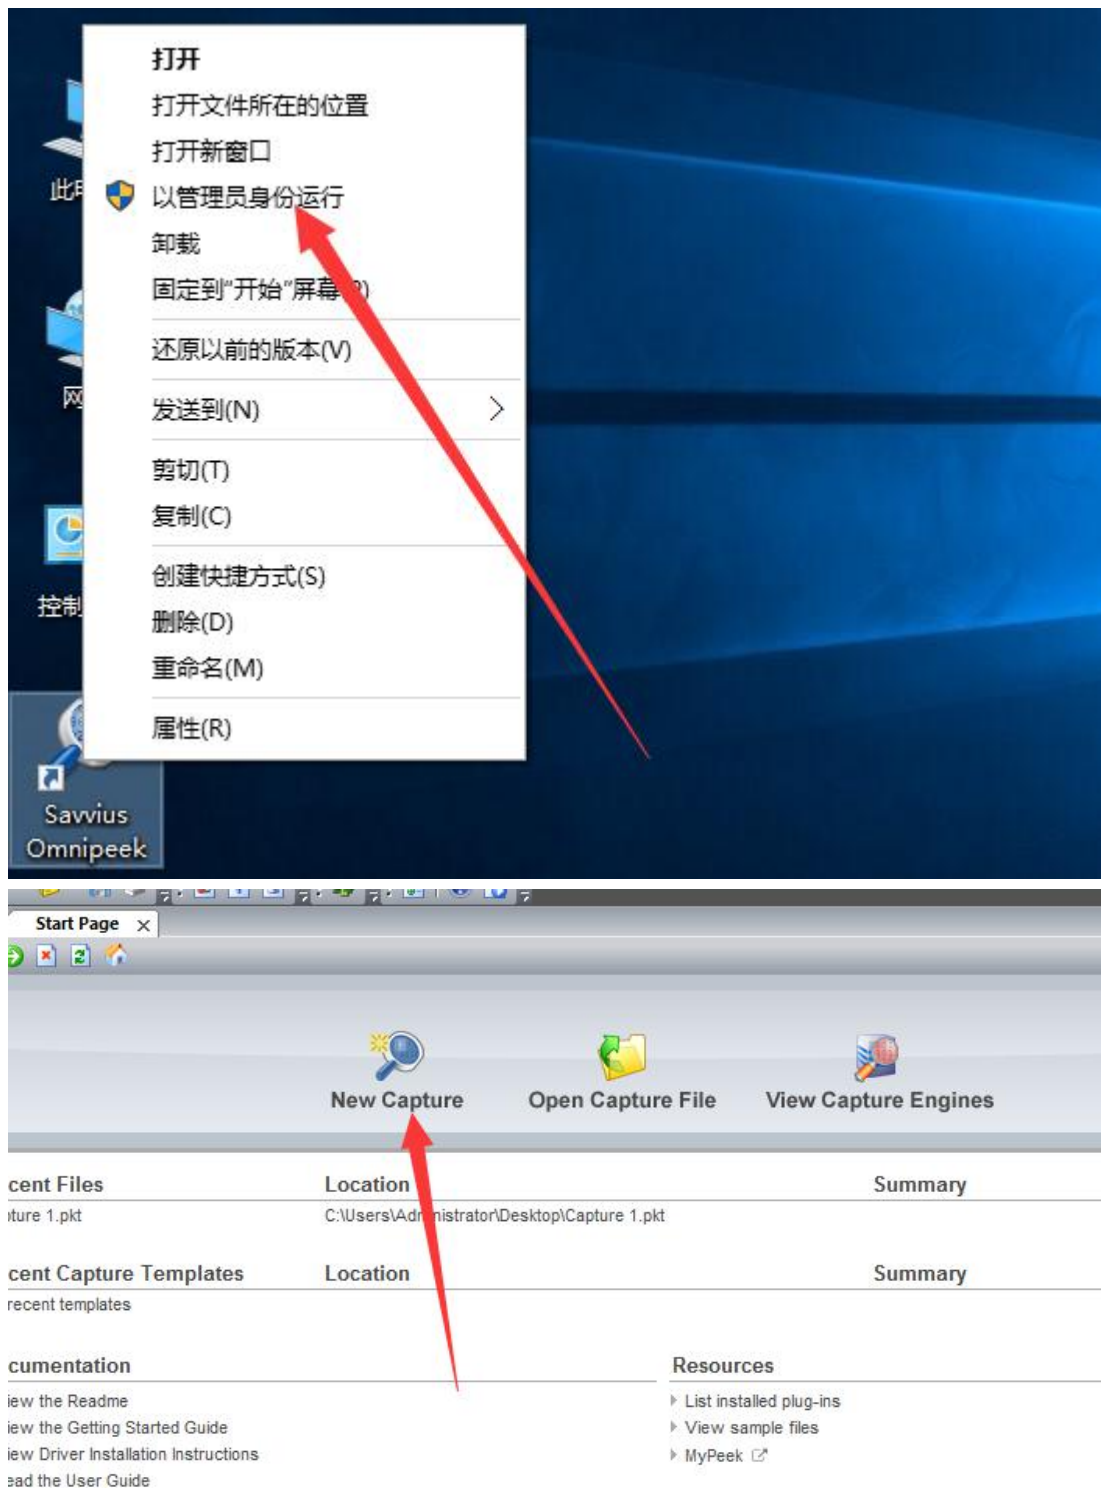 打开
打开文件所在的位置
打开新窗口
以管理员身份运行
卸载
固定到"开始"屏幕(P)
还原以前的版本(V)
发送到(N)
剪切(T)
复制(C)
创建快捷方式(S)
删除(D)
重命名(M)
属性(R)
此
网
控制
Savvius
Omnipeek
Start Page
New Capture Open Capture File View Capture Engines
cent Files Location Summary
pture 1.pkt C:\Users\Administrator\Desktop\Capture 1.pkt
cent Capture Templates Location Summary
recent templates
cumentation Resources
iew the Readme List installed plug-ins
iew the Getting Started Guide View sample files
iew Driver Installation Instructions MyPeek
ead the User Guide